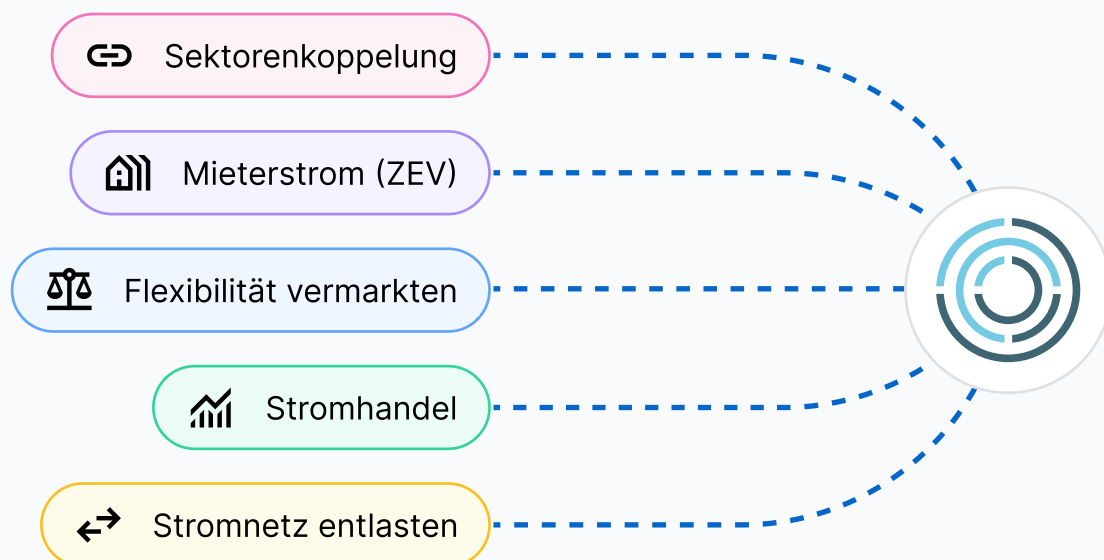 Sektorenkoppelung
Mieterstrom (ZEV)
Flexibilität vermarkten
Stromhandel
Stromnetz entlasten